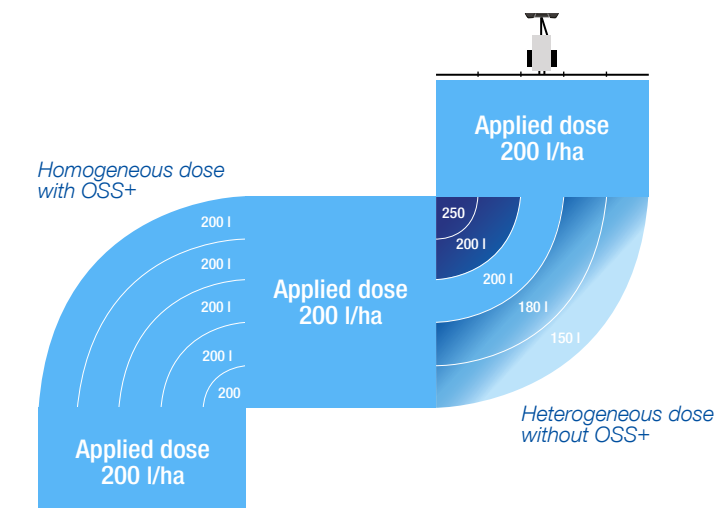 Applied dose
200 l/ha
Homogeneous dose
with OSS+
250
200 l
200 l
180 l
150 l
200 l
200 l
200 l
200 l
200
Applied dose
200 l/ha
Heterogeneous dose
without OSS+
Applied dose
200 l/ha